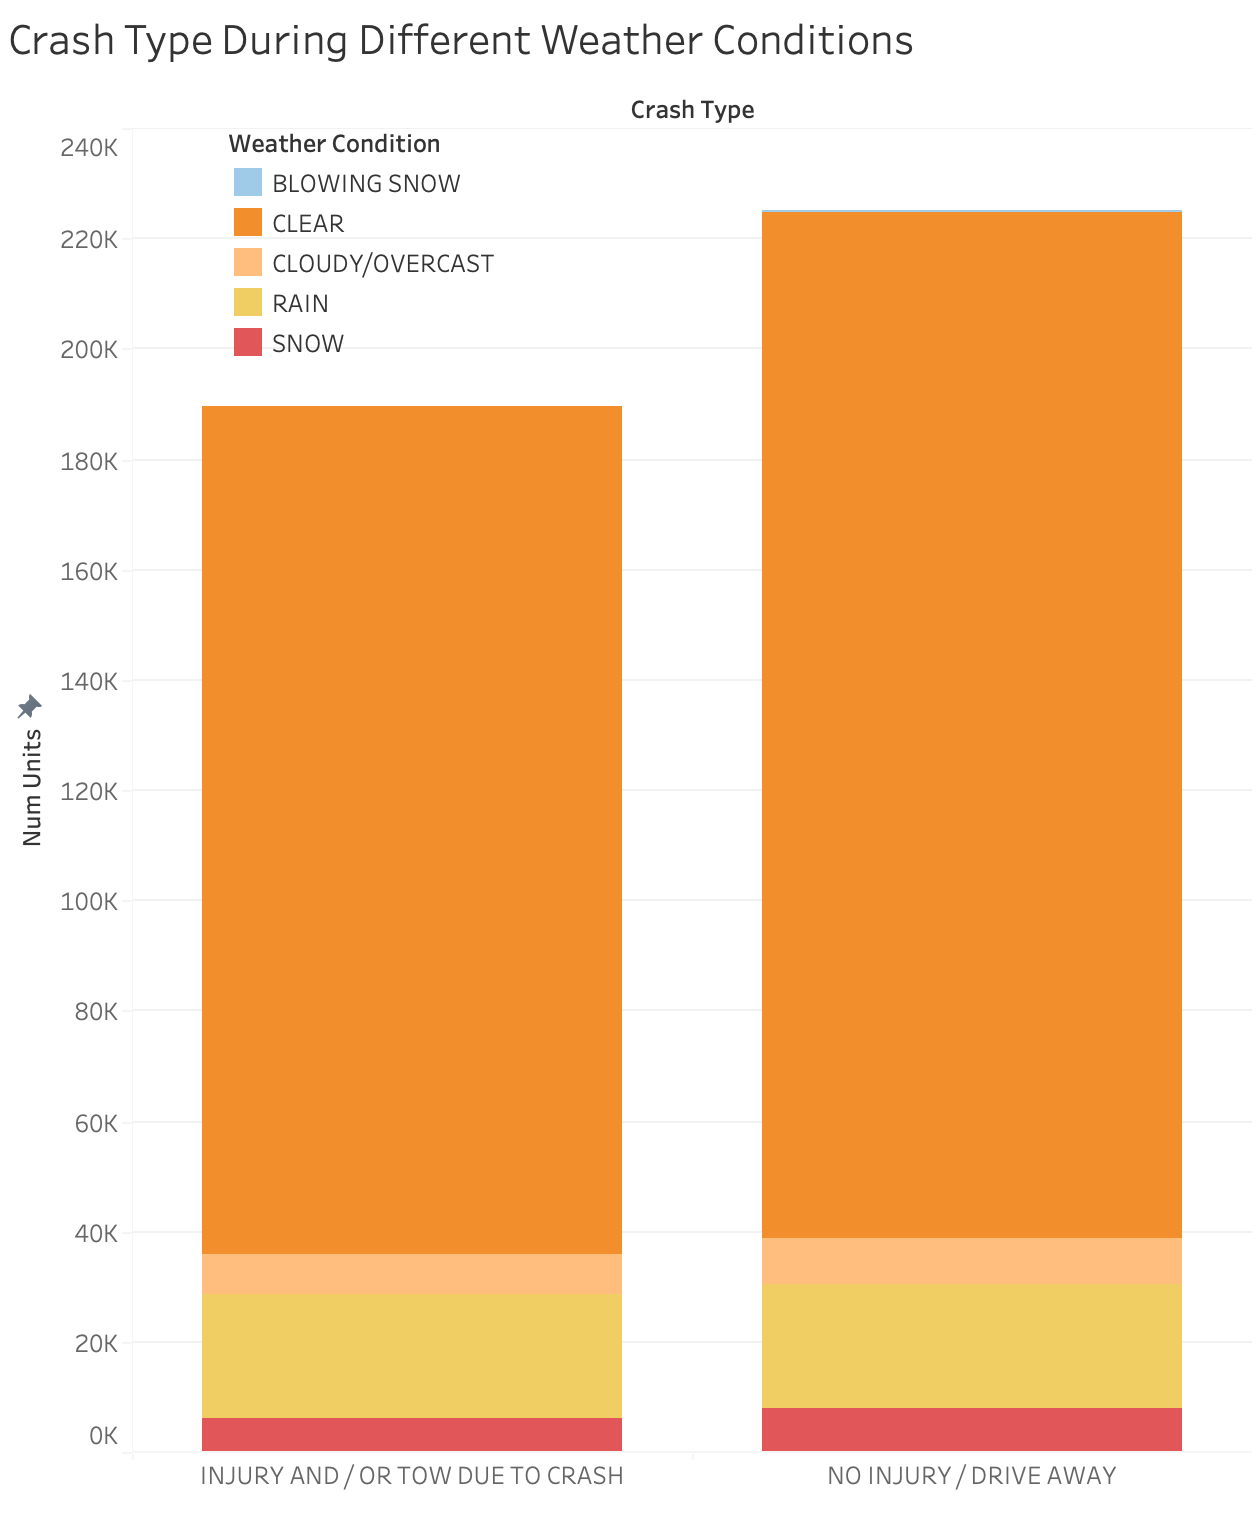 Crash Type During Different Weather Conditions
Crash Type
Weather Condition
BLOWING SNOW
CLEAR
CLOUDY/OVERCAST
RAIN
SNOW
240K
220K
200K
180K
160K
140K
120K
100K
80K
60K
40K
20K
0K
Num Units
INJURY AND / OR TOW DUE TO CRASH
NO INJURY / DRIVE AWAY